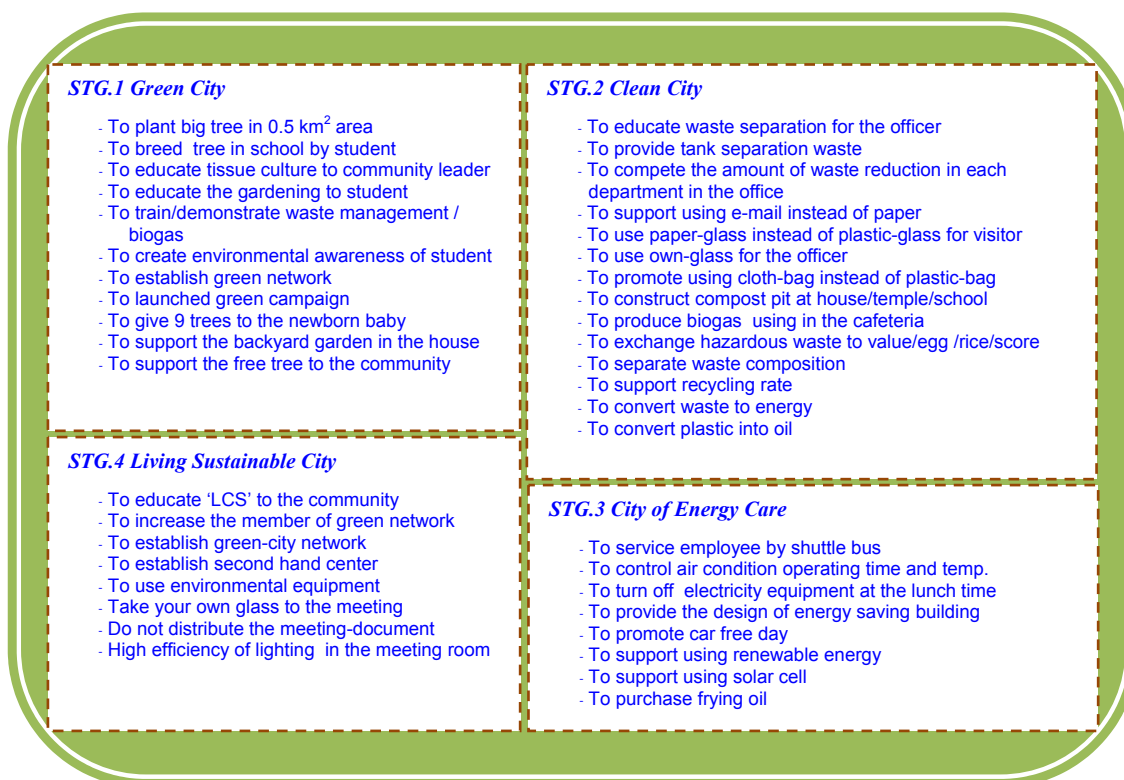 STG.1 Green City
- To plant big tree in 0.5 km² area
- To breed tree in school by student
- To educate tissue culture to community leader
- To educate the gardening to student
- To train/demonstrate waste management /
biogas
- To create environmental awareness of student
- To establish green network
- To launched green campaign
- To give 9 trees to the newborn baby
- To support the backyard garden in the house
- To support the free tree to the community
STG.2 Clean City
- To educate waste separation for the officer
- To provide tank separation waste
- To compete the amount of waste reduction in each
department in the office
- To support using e-mail instead of paper
- To use paper-glass instead of plastic-glass for visitor
- To use own-glass for the officer
- To promote using cloth-bag instead of plastic-bag
- To construct compost pit at house/temple/school
- To produce biogas using in the cafeteria
- To exchange hazardous waste to value/egg /rice/score
- To separate waste composition
- To support recycling rate
- To convert waste to energy
- To convert plastic into oil
STG.4 Living Sustainable City
- To educate 'LCS' to the community
- To increase the member of green network
- To establish green-city network
- To establish second hand center
- To use environmental equipment
- Take your own glass to the meeting
- Do not distribute the meeting-document
- High efficiency of lighting in the meeting room
STG.3 City of Energy Care
- To service employee by shuttle bus
- To control air condition operating time and temp.
- To turn off electricity equipment at the lunch time
- To provide the design of energy saving building
- To promote car free day
- To support using renewable energy
- To support using solar cell
- To purchase frying oil